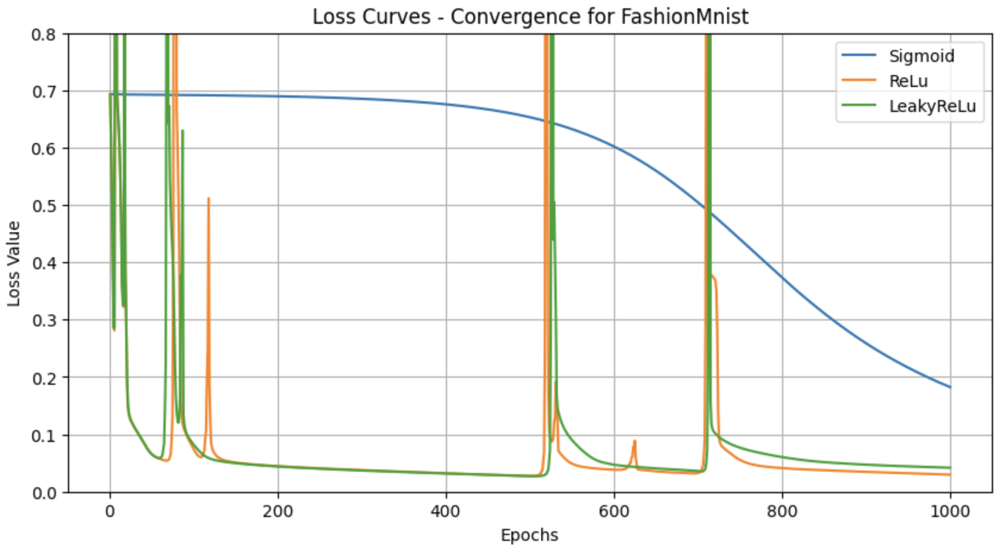 Loss Curves - Convergence for FashionMnist
0.8
0.7
0.6
0.5
0.4
0.3
0.2
0.1
0.0
Loss Value
Sigmoid
ReLu
LeakyReLu
0 200 400 600 800 1000
Epochs